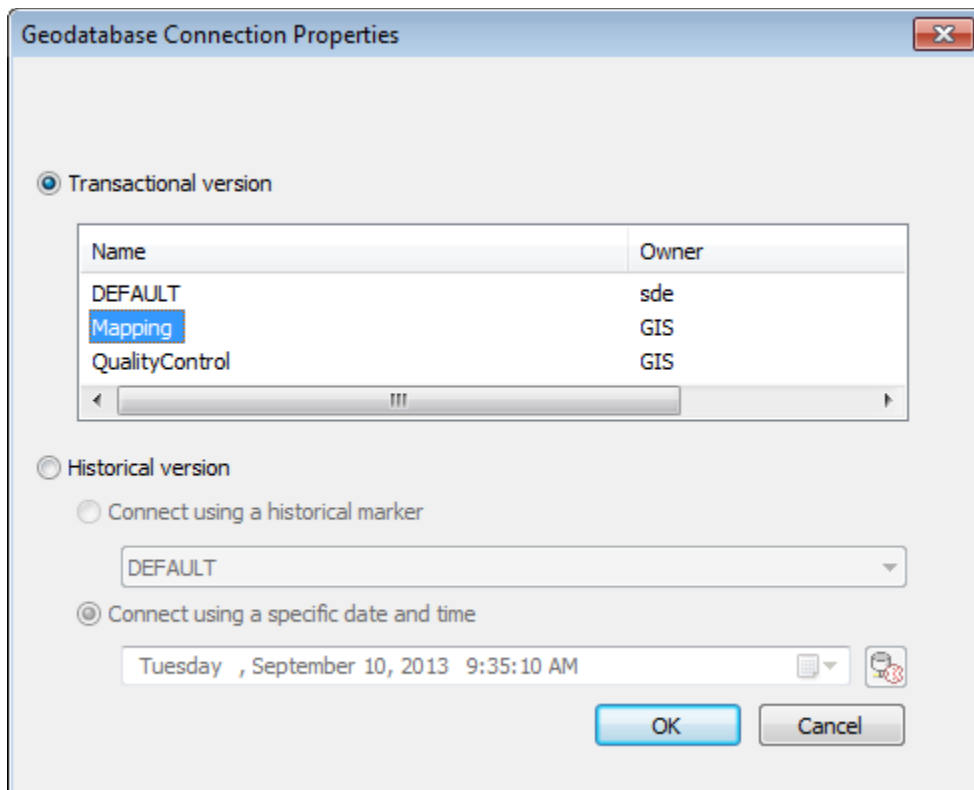 Geodatabase Connection Properties
Transactional version
Name Owner
DEFAULT sde
Mapping GIS
QualityControl GIS
Historical version
Connect using a historical marker
DEFAULT
Connect using a specific date and time
Tuesday , September 10, 2013 9:35:10 AM
OK Cancel